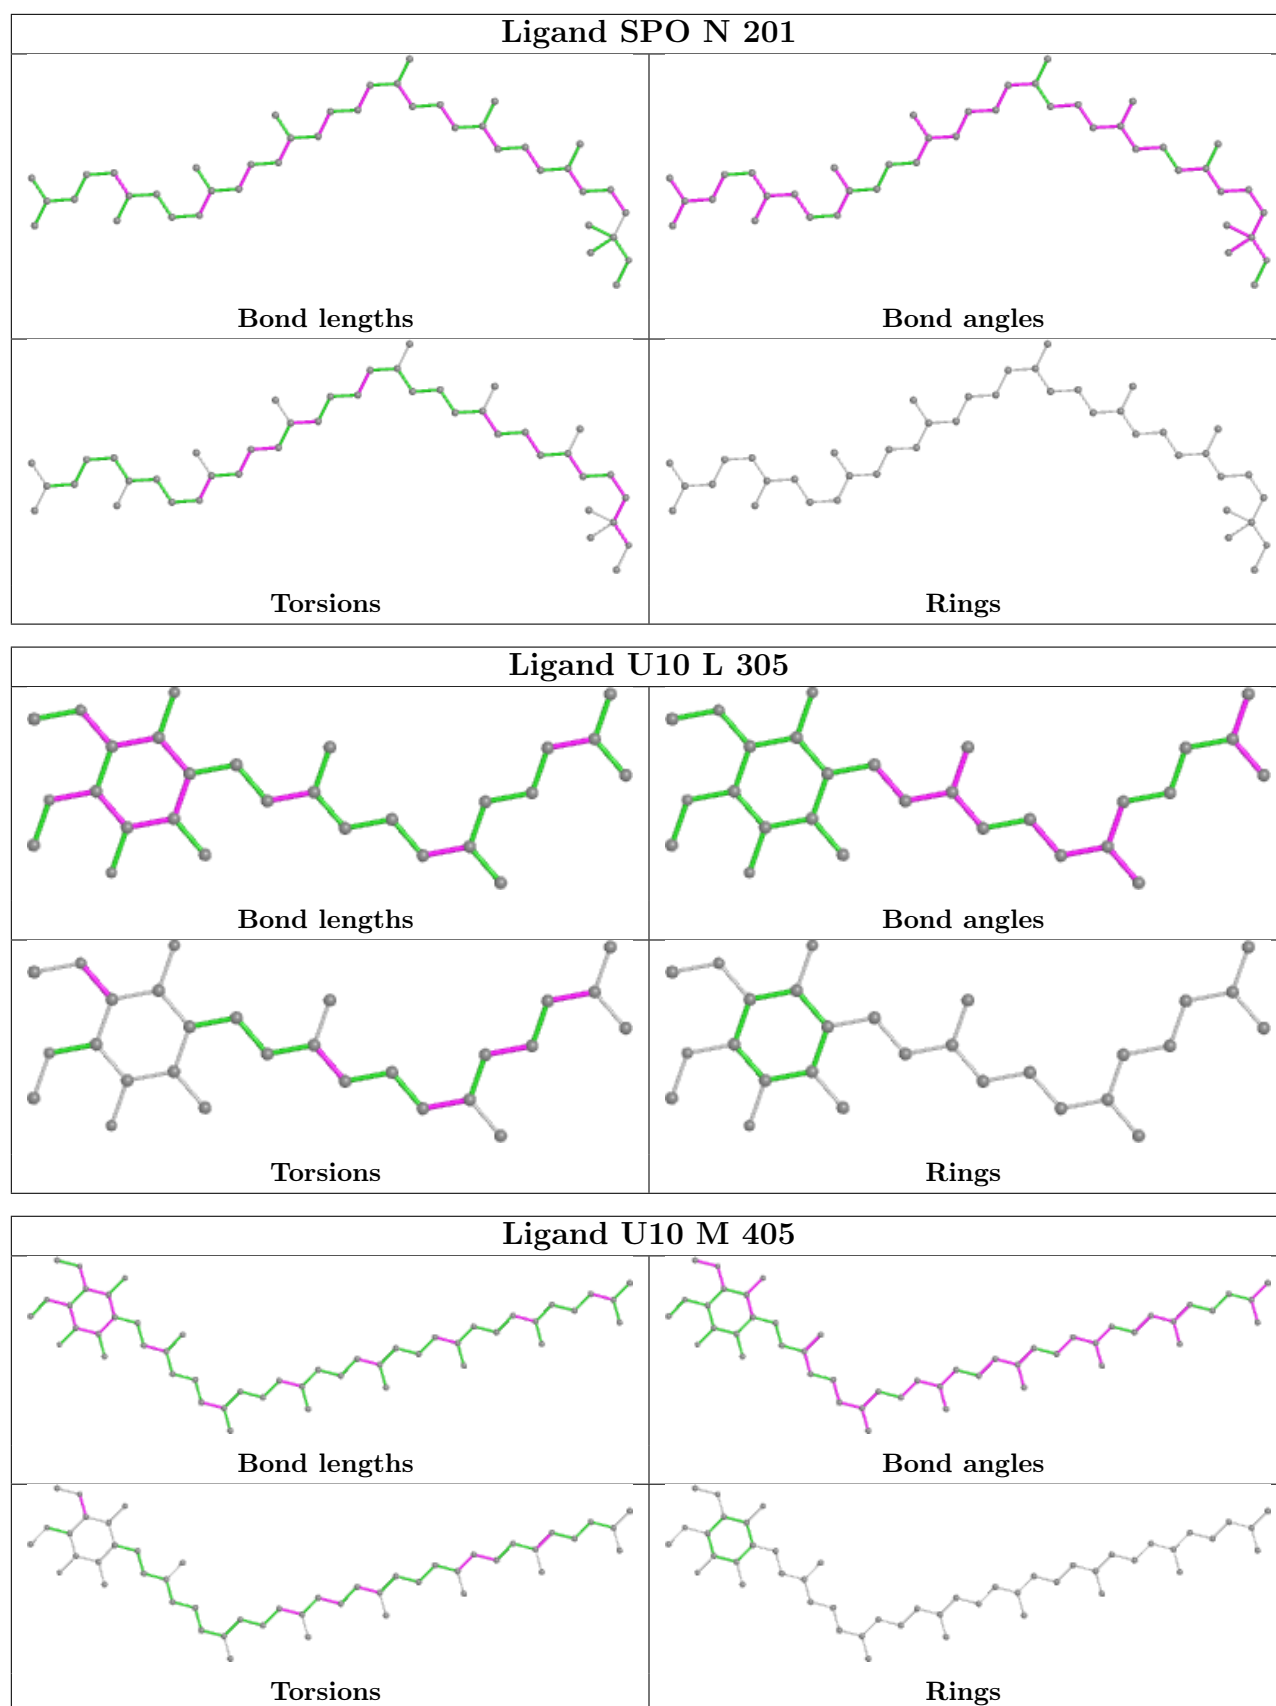 Ligand SPO N 201
Bond lengths
Bond angles
Torsions
Rings
Ligand U10 L 305
Bond lengths
Bond angles
Torsions
Rings
Ligand U10 M 405
Bond lengths
Bond angles
Torsions
Rings